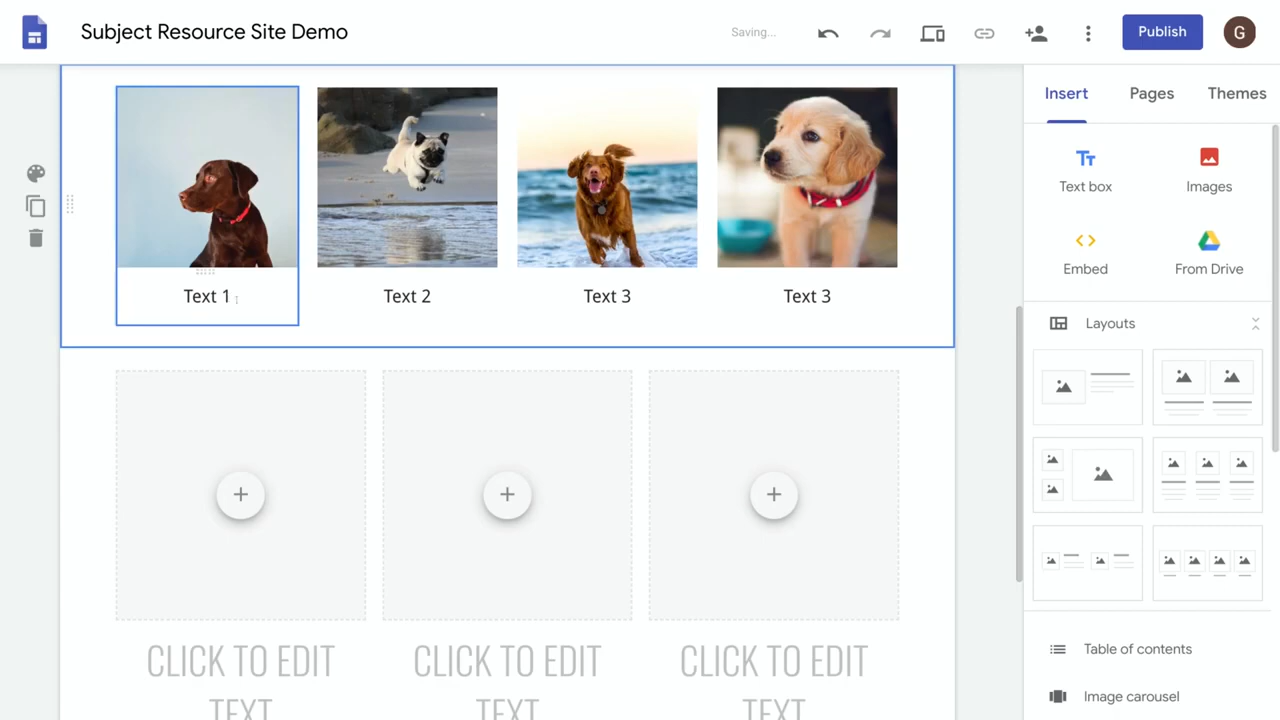 Subject Resource Site Demo
Saving...
Publish
G
Insert
Pages
Themes
Text box
Images
Embed
From Drive
Layouts
Text 1
Text 2
Text 3
Text 3
CLICK TO EDIT
TEXT
CLICK TO EDIT
TEXT
CLICK TO EDIT
TEXT
Table of contents
Image carousel